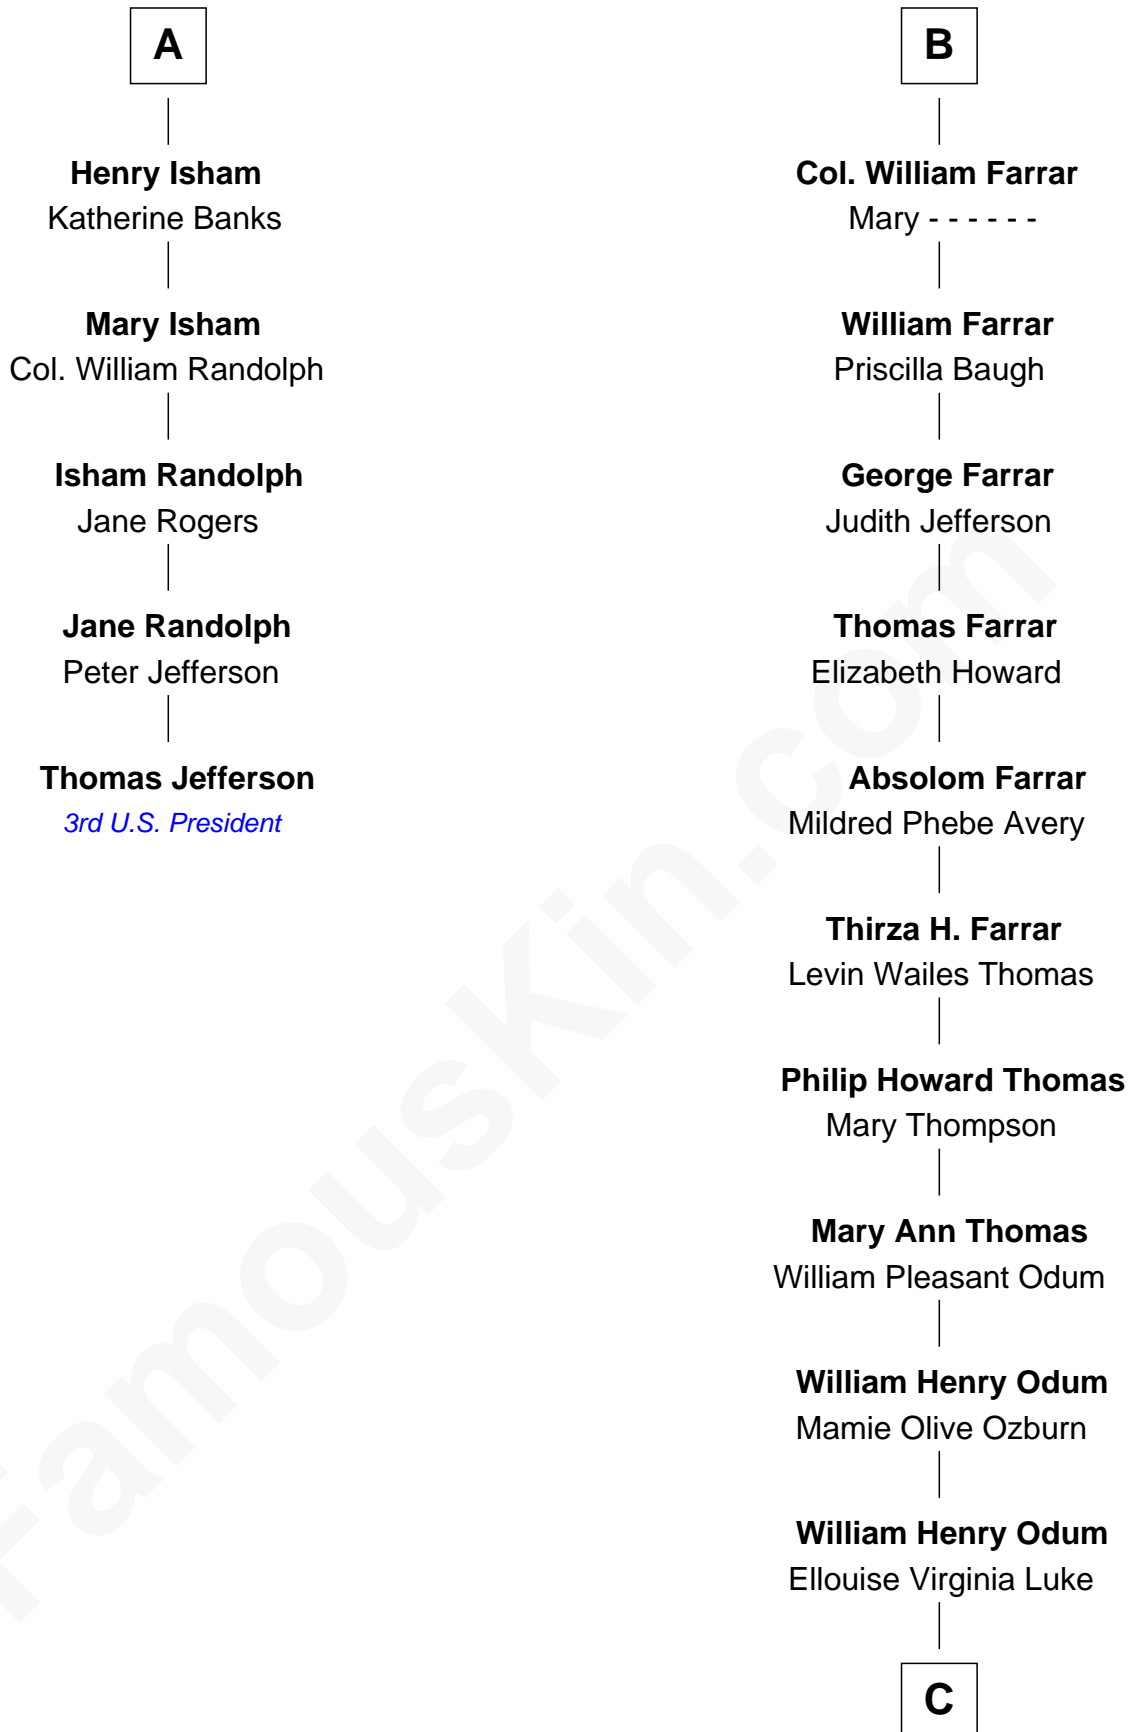 A
Henry Isham
Katherine Banks
Mary Isham
Col. William Randolph
Isham Randolph
Jane Rogers
Jane Randolph
Peter Jefferson
Thomas Jefferson
3rd U.S. President
B
Col. William Farrar
Mary - - - - - -
William Farrar
Priscilla Baugh
George Farrar
Judith Jefferson
Thomas Farrar
Elizabeth Howard
Absolom Farrar
Mildred Phebe Avery
Thirza H. Farrar
Levin Wailes Thomas
Philip Howard Thomas
Mary Thompson
Mary Ann Thomas
William Pleasant Odum
William Henry Odum
Mamie Olive Ozburn
William Henry Odum
Ellouise Virginia Luke
C
FamousKin.com